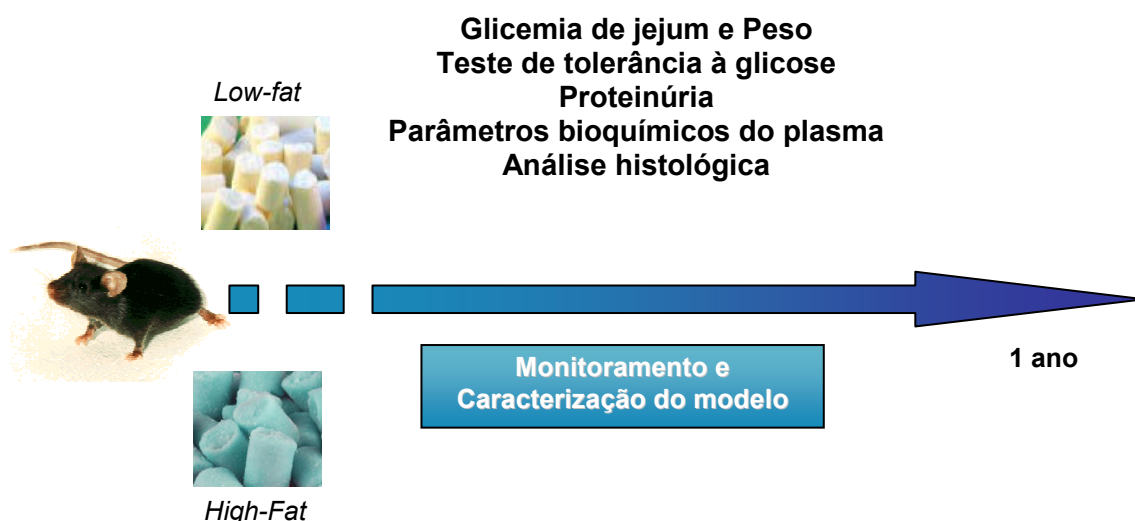 Glicemia de jejum e Peso
Teste de tolerância à glicose
Proteinúria
Parâmetros bioquímicos do plasma
Análise histológica
Low-fat
1 ano
Monitoramento e
Caracterização do modelo
High-Fat